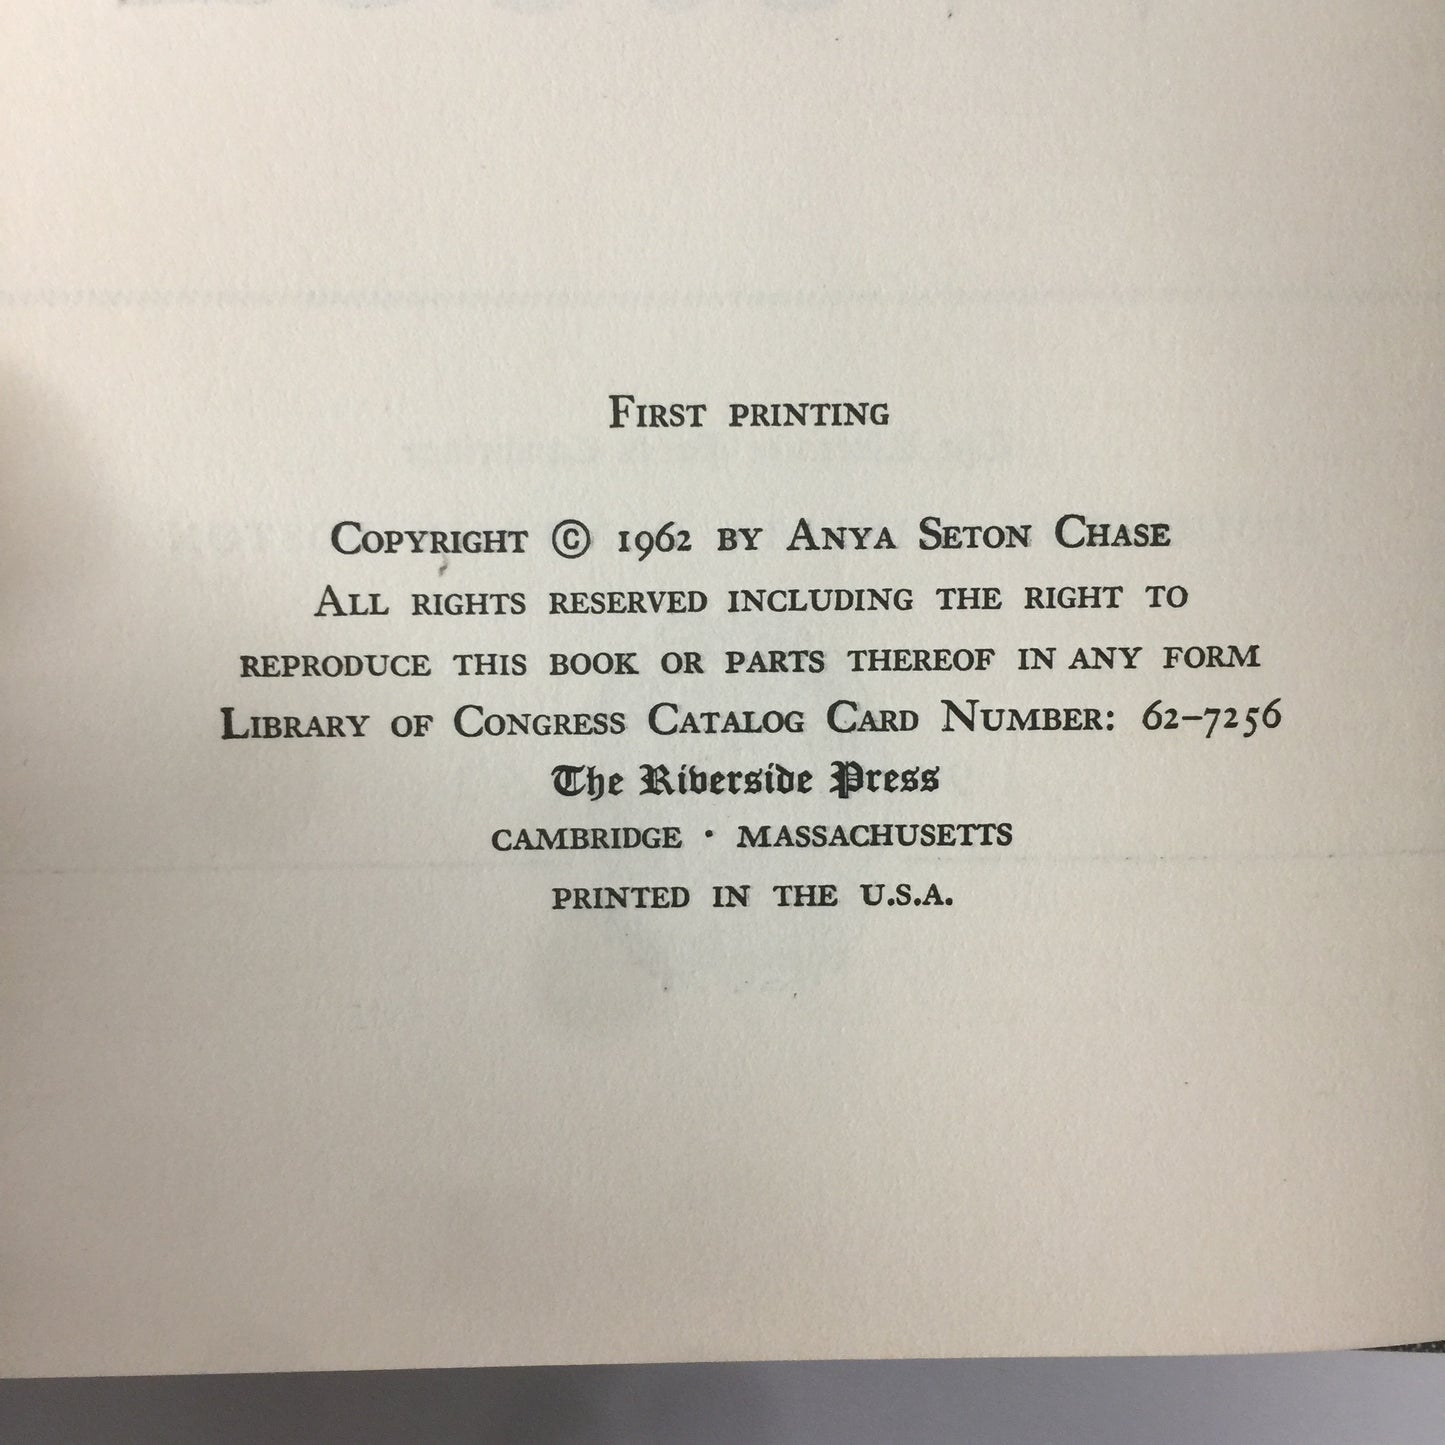 First printing
Copyright © 1962 by Anya Seton Chase
All rights reserved including the right to
reproduce this book or parts thereof in any form
Library of Congress Catalog Card Number: 62–7256
The Riverside Press
CAMBRIDGE · MASSACHUSETTS
PRINTED IN THE U.S.A.